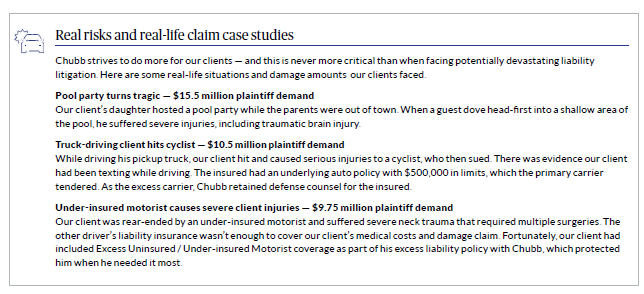 Real risks and real-life claim case studies
Chubb strives to do more for our clients — and this is never more critical than when facing potentially devastating liability
litigation. Here are some real-life situations and damage amounts our clients faced.
Pool party turns tragic — $15.5 million plaintiff demand
Our client's daughter hosted a pool party while the parents were out of town. When a guest dove head-first into a shallow area of
the pool, he suffered severe injuries, including traumatic brain injury.
Truck-driving client hits cyclist — $10.5 million plaintiff demand
While driving his pickup truck, our client hit and caused serious injuries to a cyclist, who then sued. There was evidence our client
had been texting while driving. The insured had an underlying auto policy with $500,000 in limits, which the primary carrier
tendered. As the excess carrier, Chubb retained defense counsel for the insured.
Under-insured motorist causes severe client injuries — $9.75 million plaintiff demand
Our client was rear-ended by an under-insured motorist and suffered severe neck trauma that required multiple surgeries. The
other driver's liability insurance wasn't enough to cover our client's medical costs and damage claim. Fortunately, our client had
included Excess Uninsured / Under-insured Motorist coverage as part of his excess liability policy with Chubb, which protected
him when he needed it most.